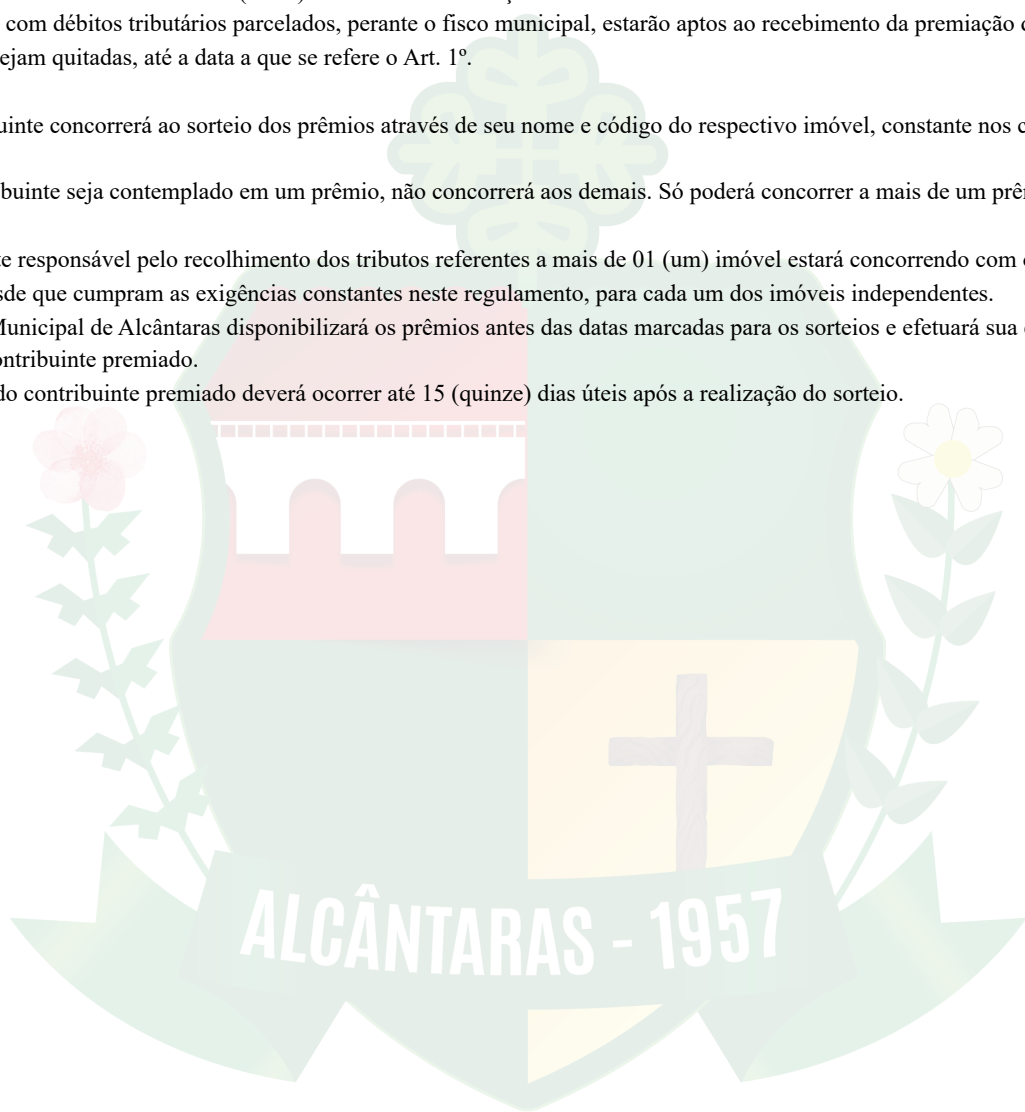 com débitos tributários parcelados, perante o fisco municipal, estarão aptos ao recebimento da premiação
ejam quitadas, até a data a que se refere o Art. 1º.
uinte concorrerá ao sorteio dos prêmios através de seu nome e código do respectivo imóvel, constante nos
buinte seja contemplado em um prêmio, não concorrerá aos demais. Só poderá concorrer a mais de um
te responsável pelo recolhimento dos tributos referentes a mais de 01 (um) imóvel estará concorrendo com
sde que cumpram as exigências constantes neste regulamento, para cada um dos imóveis independentes.
Municipal de Alcântaras disponibilizará os prêmios antes das datas marcadas para os sorteios e efetuará sua
ontribuinte premiado.
do contribuinte premiado deverá ocorrer até 15 (quinze) dias úteis após a realização do sorteio.
ALCÂNTARAS - 1957